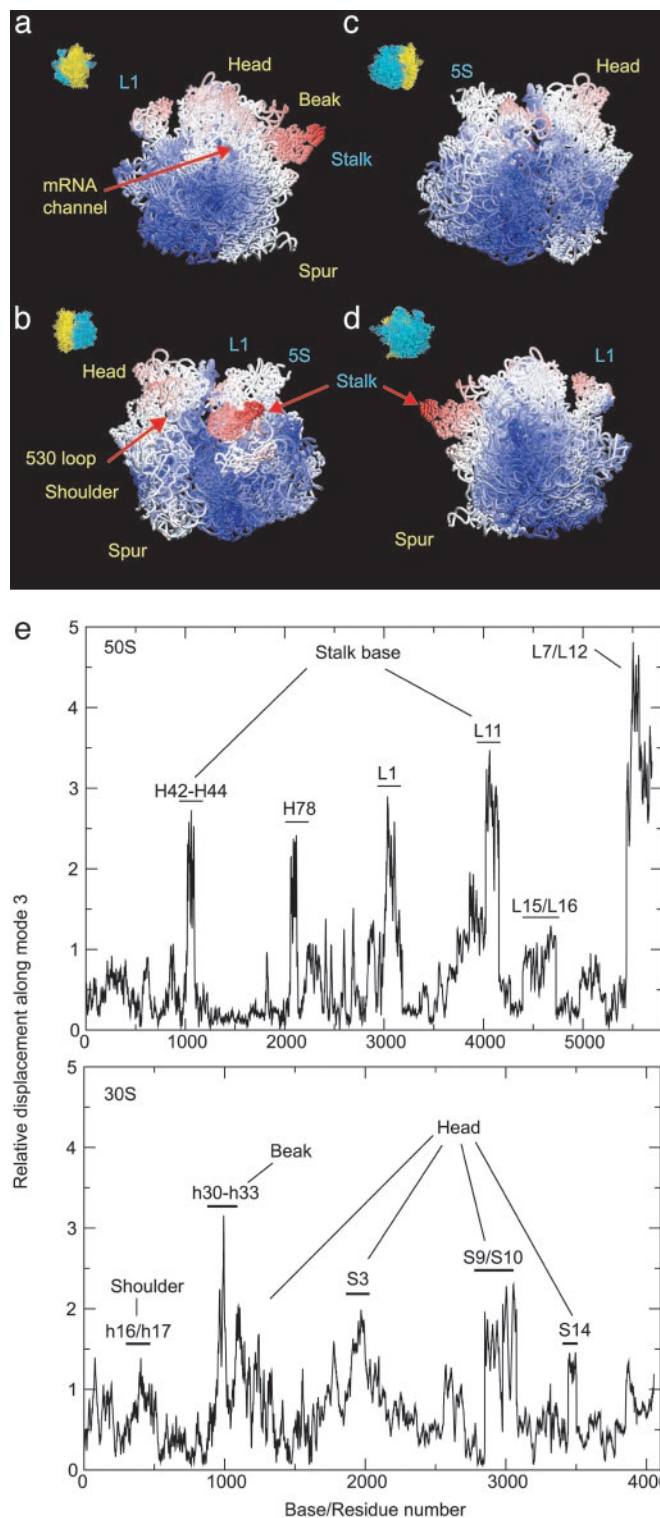 a
c
L1
Head
5S
Head
Beak
Stalk
mRNA
channel
Spur
b
d
L1
5S
Head
Stalk
L1
530 loop
Shoulder
Spur
Spur
e
5
50S
Stalk base
L7/L12
4
L11
H42-H44
L1
3
H78
2
L15/L16
1
0
0
1000
2000
3000
4000
5000
Relative displacement along mode 3
5
30S
4
Head
Beak
h30-h33
3
S9/S10
Shoulder
S3
2
h16/h17
S14
1
0
0
1000
2000
3000
Base/Residue number